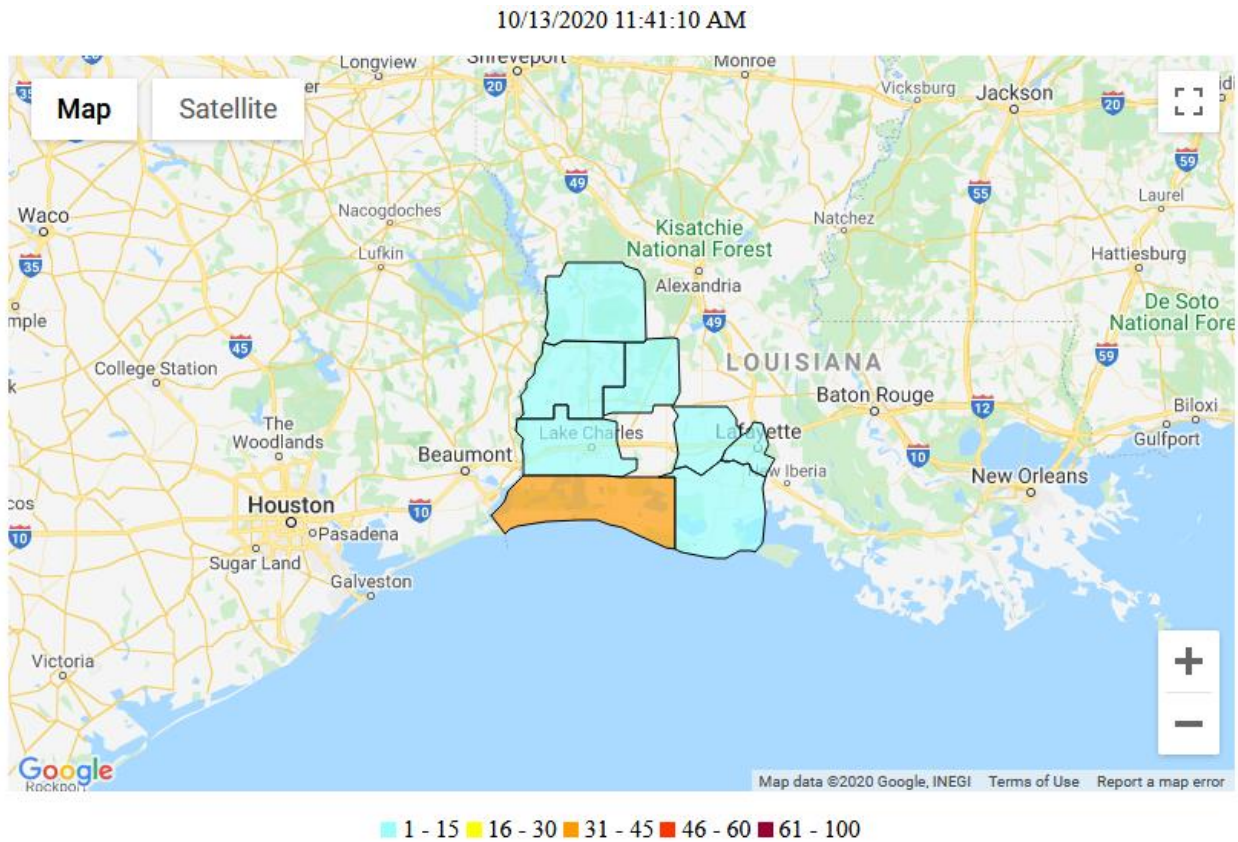 10/13/2020 11:41:10 AM
Longview
Shreveport
Monroe
20
Vicksburg
Jackson
20
35
Map
Satellite
49
59
55
Laurel
Waco
Nacogdoches
Natchez
Kisatchie
National Forest
Lufkin
Hattiesburg
35
Alexandria
De Soto
National Fore
mple
49
45
59
College Station
LOUISIANA
Baton Rouge
12
Biloxi
The
Woodlands
Lake Charles
Lafayette
Gulfport
Beaumont
10
New Iberia
New Orleans
cos
Houston
10
10
Pasadena
Sugar Land
Galveston
Victoria
+
−
Google
Rockport
Map data ©2020 Google, INEGI Terms of Use Report a map error
1 - 15 16 - 30 31 - 45 46 - 60 61 - 100